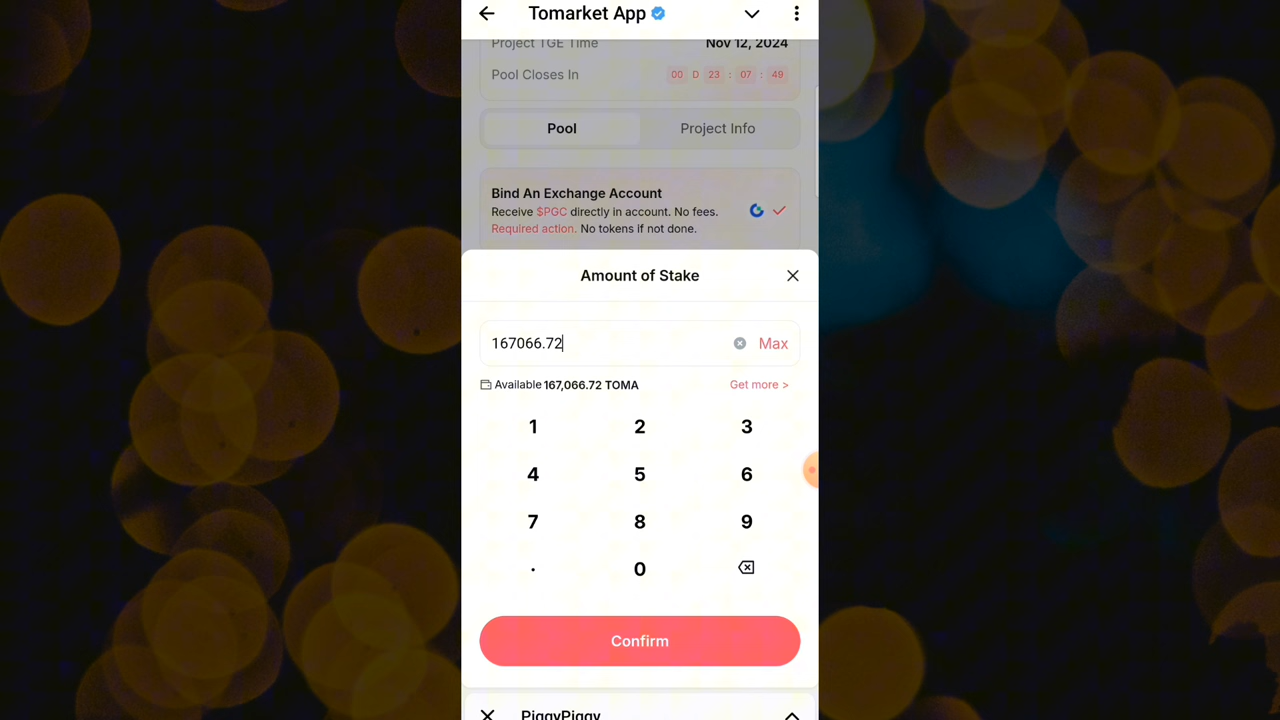 Tomarket App
Project TGE Time Nov 12, 2024
Pool Closes In 00 D 23 : 07 : 49
Pool Project Info
Bind An Exchange Account
Receive $PGC directly in account. No fees.
Required action. No tokens if not done.
Amount of Stake
167066.72 Max
Available 167,066.72 TOMA Get more >
1 2 3
4 5 6
7 8 9
. 0
Confirm
PiggyPiggy